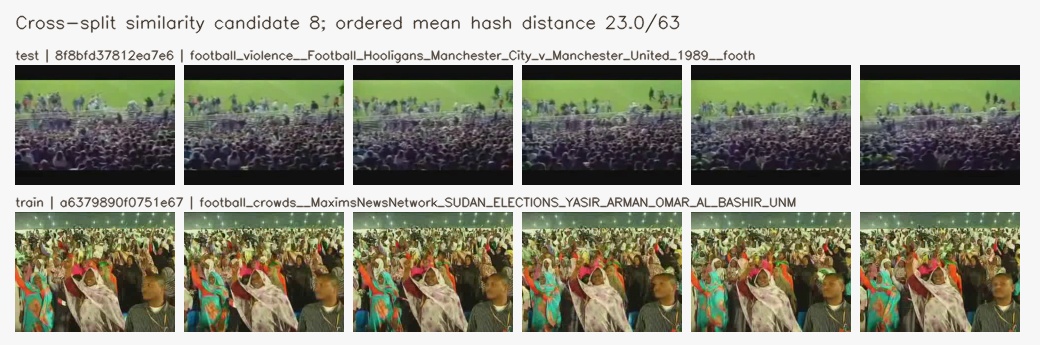 Cross-split similarity candidate 8; ordered mean hash distance 23.0/63
test | 8f8bfd37812ea7e6 | football_violence__Football_Hooligans_Manchester_City_v_Manchester_United_1989__footh
train | a6379890f0751e67 | football_crowds__MaximsNewsNetwork_SUDAN_ELECTIONS_YASIR_ARMAN_OMAR_AL_BASHIR_UNM